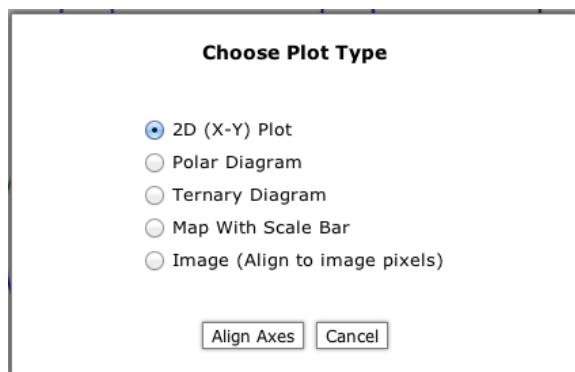 Choose Plot Type
2D (X-Y) Plot
Polar Diagram
Ternary Diagram
Map With Scale Bar
Image (Align to image pixels)
Align Axes Cancel